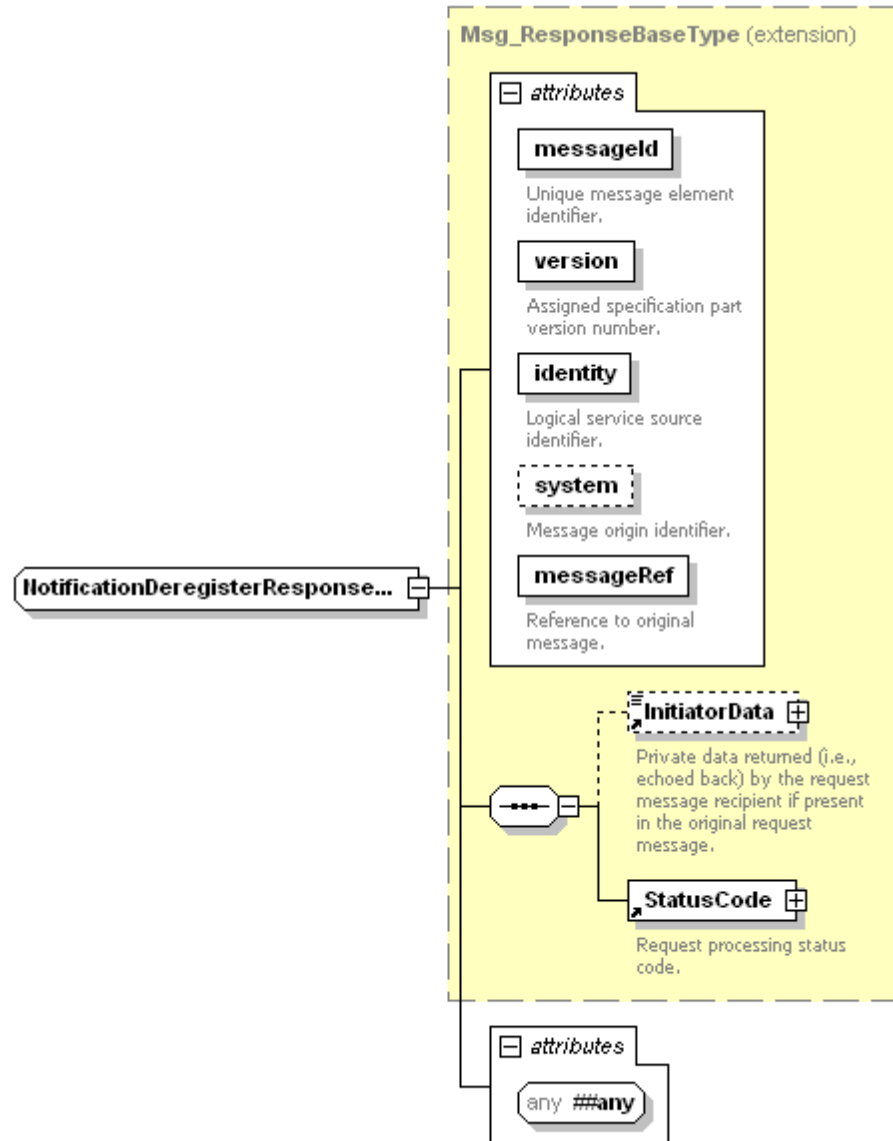 Msg_ResponseBaseType (extension)
attributes
messageId
Unique message element
identifier.
version
Assigned specification part
version number.
identity
Logical service source
identifier.
system
Message origin identifier.
NotificationDeregisterResponse...
messageRef
Reference to original
message.
InitiatorData
Private data returned (i.e.,
echoed back) by the request
message recipient if present
in the original request
message.
StatusCode
Request processing status
code.
attributes
any ##any